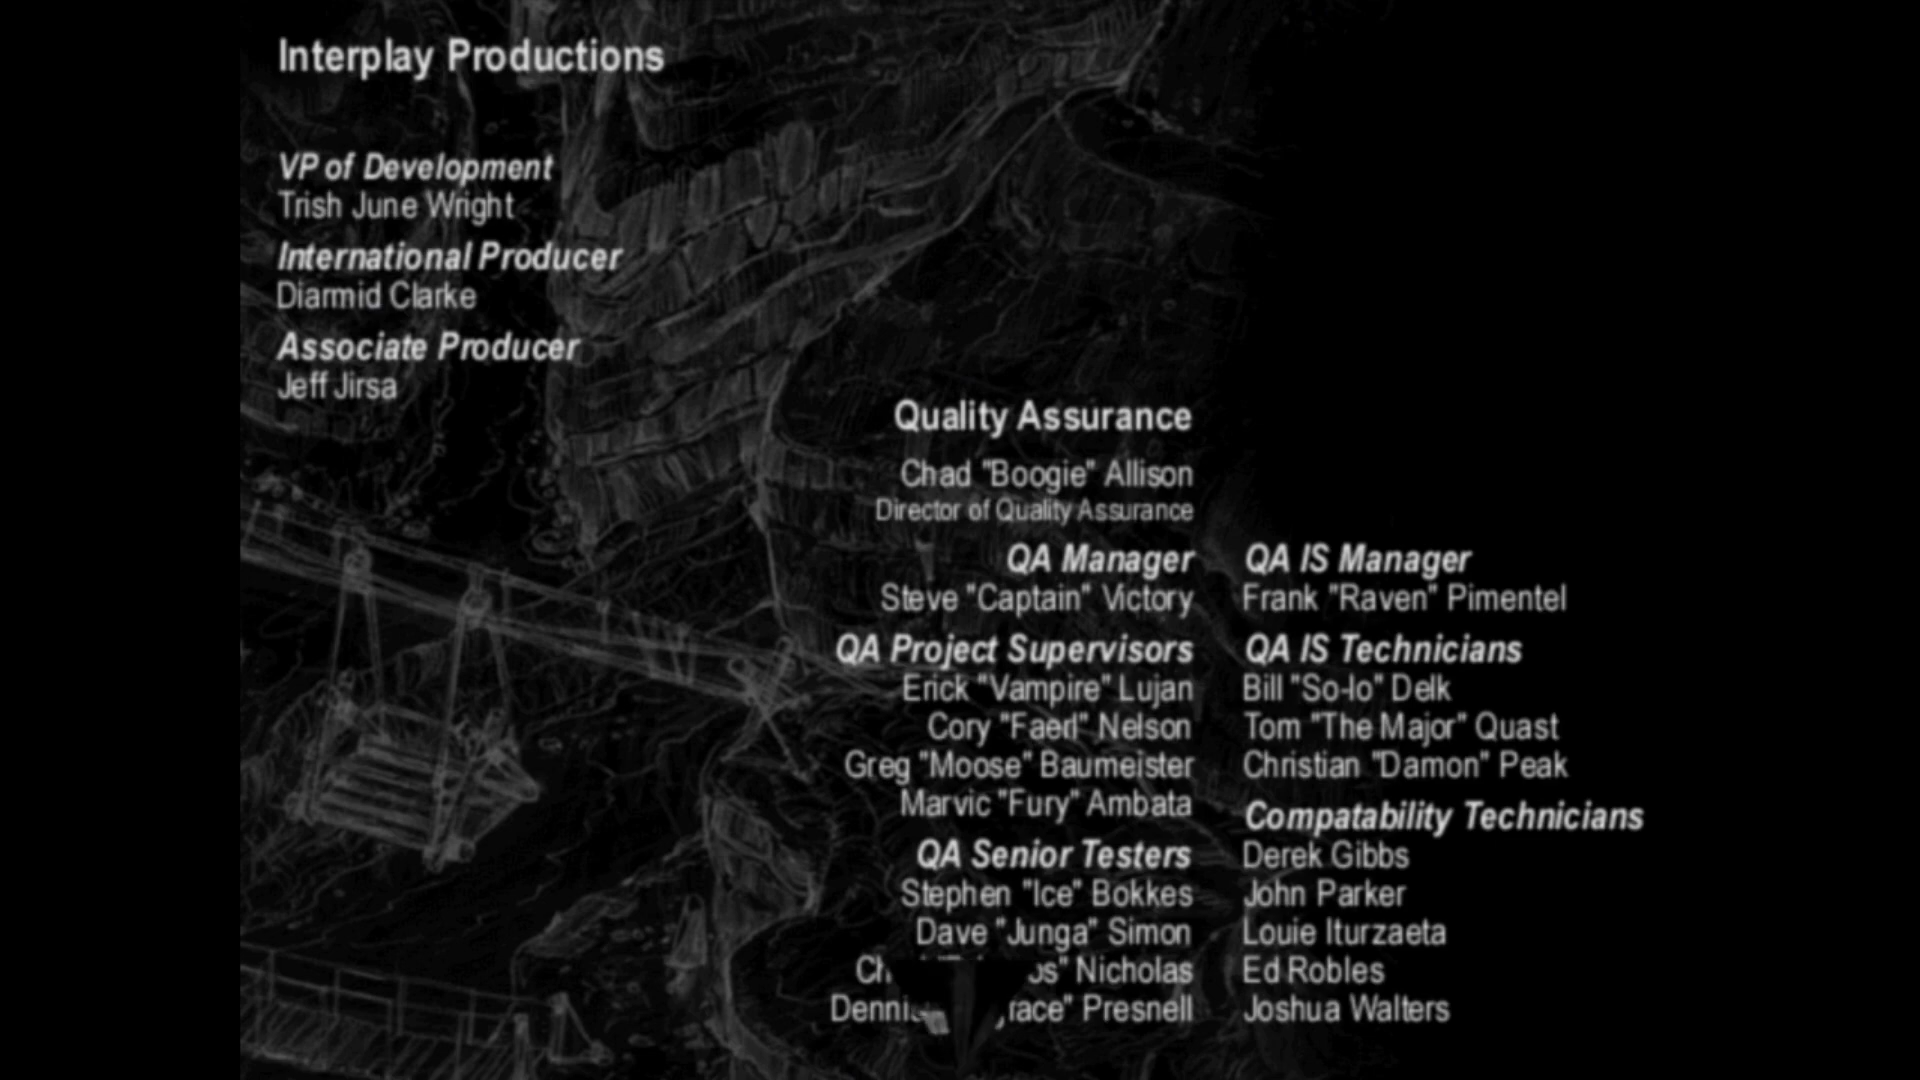 Interplay Productions
VP of Development
Trish June Wright
International Producer
Diarmid Clarke
Associate Producer
Jeff Jirsa
Quality Assurance
Chad "Boogie" Allison
Director of Quality Assurance
QA Manager
Steve "Captain" Victory
QA Project Supervisors
Erick "Vampire" Lujan
Cory "Faerl" Nelson
Greg "Moose" Baumeister
Marvic "Fury" Ambata
QA Senior Testers
Stephen "Ice" Bokkes
Dave "Junga" Simon
Nicholas
Presnell
QA IS Manager
Frank "Raven" Pimentel
QA IS Technicians
Bill "So-lo" Delk
Tom "The Major" Quast
Christian "Damon" Peak
Compatability Technicians
Derek Gibbs
John Parker
Louie Iturzaeta
Ed Robles
Joshua Walters